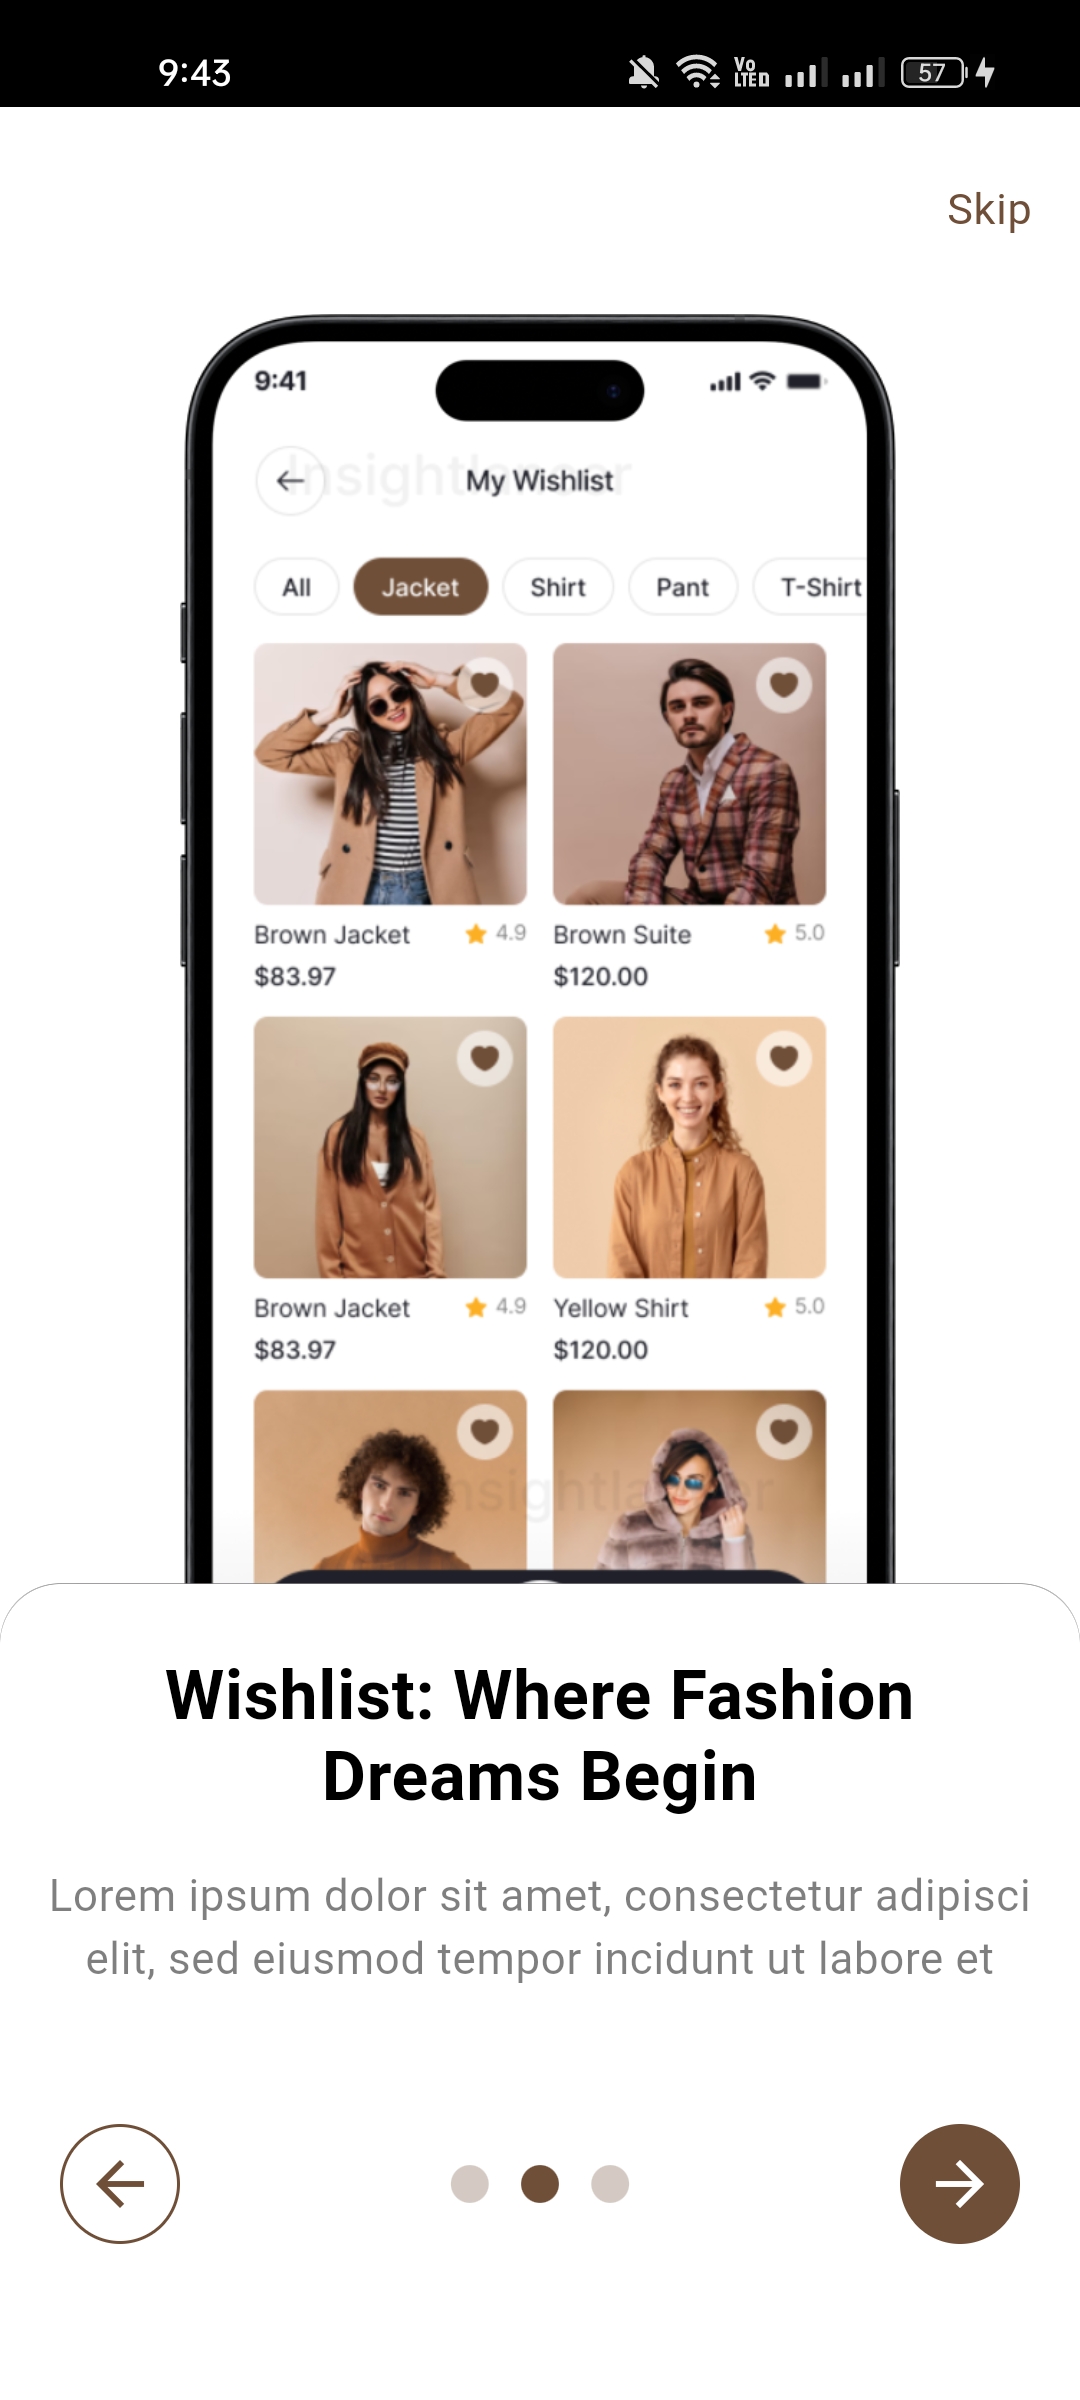 9:43
Vo
LTED
57
Skip
9:41
Insightlancer
My Wishlist
All Jacket Shirt Pant T-Shirt
Brown Jacket 4.9 Brown Suite 5.0
$83.97 $120.00
Brown Jacket 4.9 Yellow Shirt 5.0
$83.97 $120.00
Insightlancer
Wishlist: Where Fashion
Dreams Begin
Lorem ipsum dolor sit amet, consectetur adipisci
elit, sed eiusmod tempor incidunt ut labore et